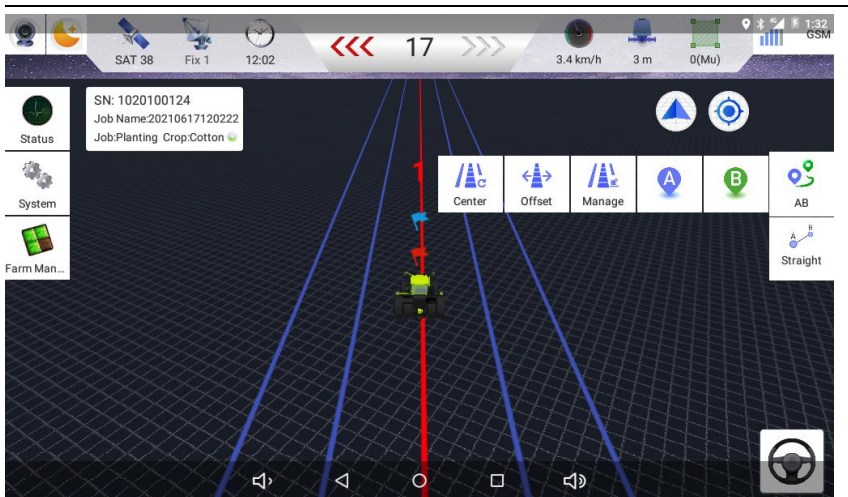 1:32
GSM
SAT 38
Fix 1
12:02
17
3.4 km/h
3 m
0(Mu)
4G
SN: 1020100124
Job Name:20210617120222
Job:Planting Crop:Cotton
Status
System
Farm Man...
1
Center
Offset
Manage
A
B
AB
A B
Straight